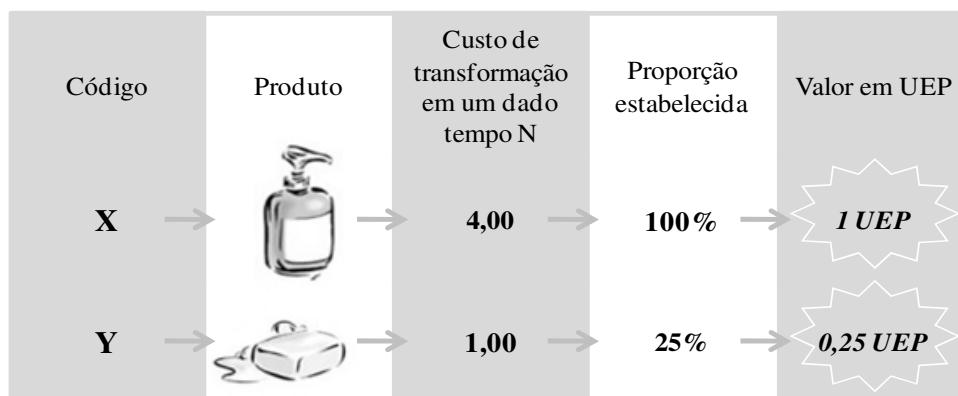 Código
Produto
Custo de
transformação
em um dado
tempo N
Proporção
estabelecida
Valor em UEP
X
4,00
100%
1 UEP
Y
1,00
25%
0,25 UEP